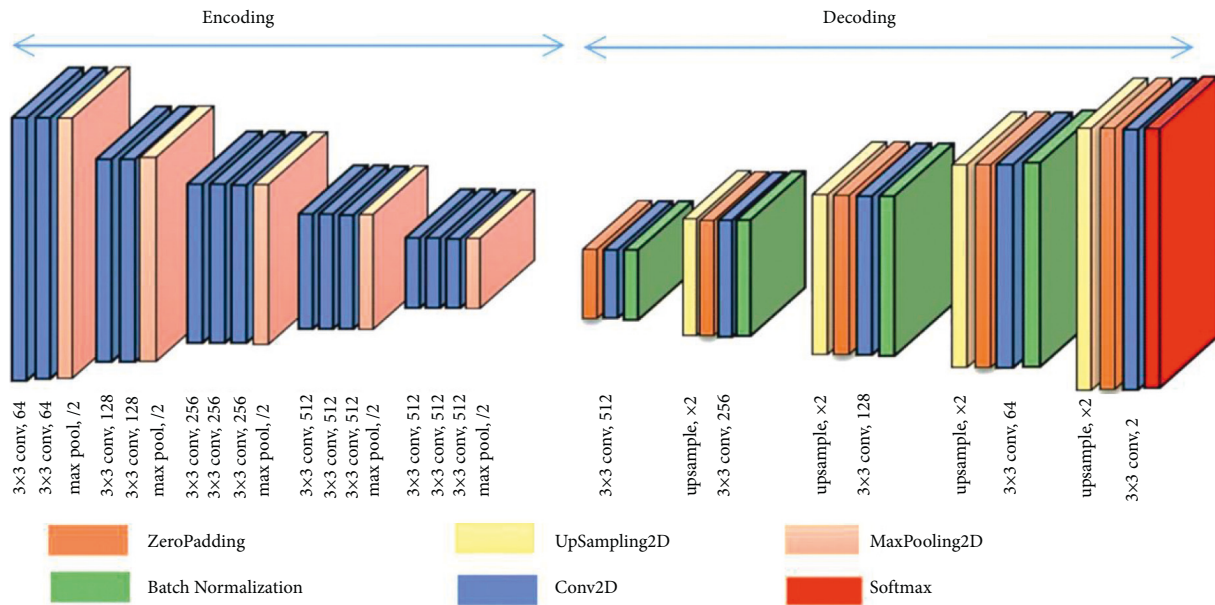 Encoding
Decoding
3×3 conv, 64
3×3 conv, 64
max pool, /2
3×3 conv, 128
3×3 conv, 128
max pool, /2
3×3 conv, 256
3×3 conv, 256
3×3 conv, 256
max pool, /2
3×3 conv, 512
3×3 conv, 512
3×3 conv, 512
max pool, /2
3×3 conv, 512
3×3 conv, 512
3×3 conv, 512
max pool, /2
3×3 conv, 512
upsample, ×2
3×3 conv, 256
upsample, ×2
3×3 conv, 128
upsample, ×2
3×3 conv, 64
upsample, ×2
3×3 conv, 2
ZeroPadding
UpSampling2D
MaxPooling2D
Batch Normalization
Conv2D
Softmax